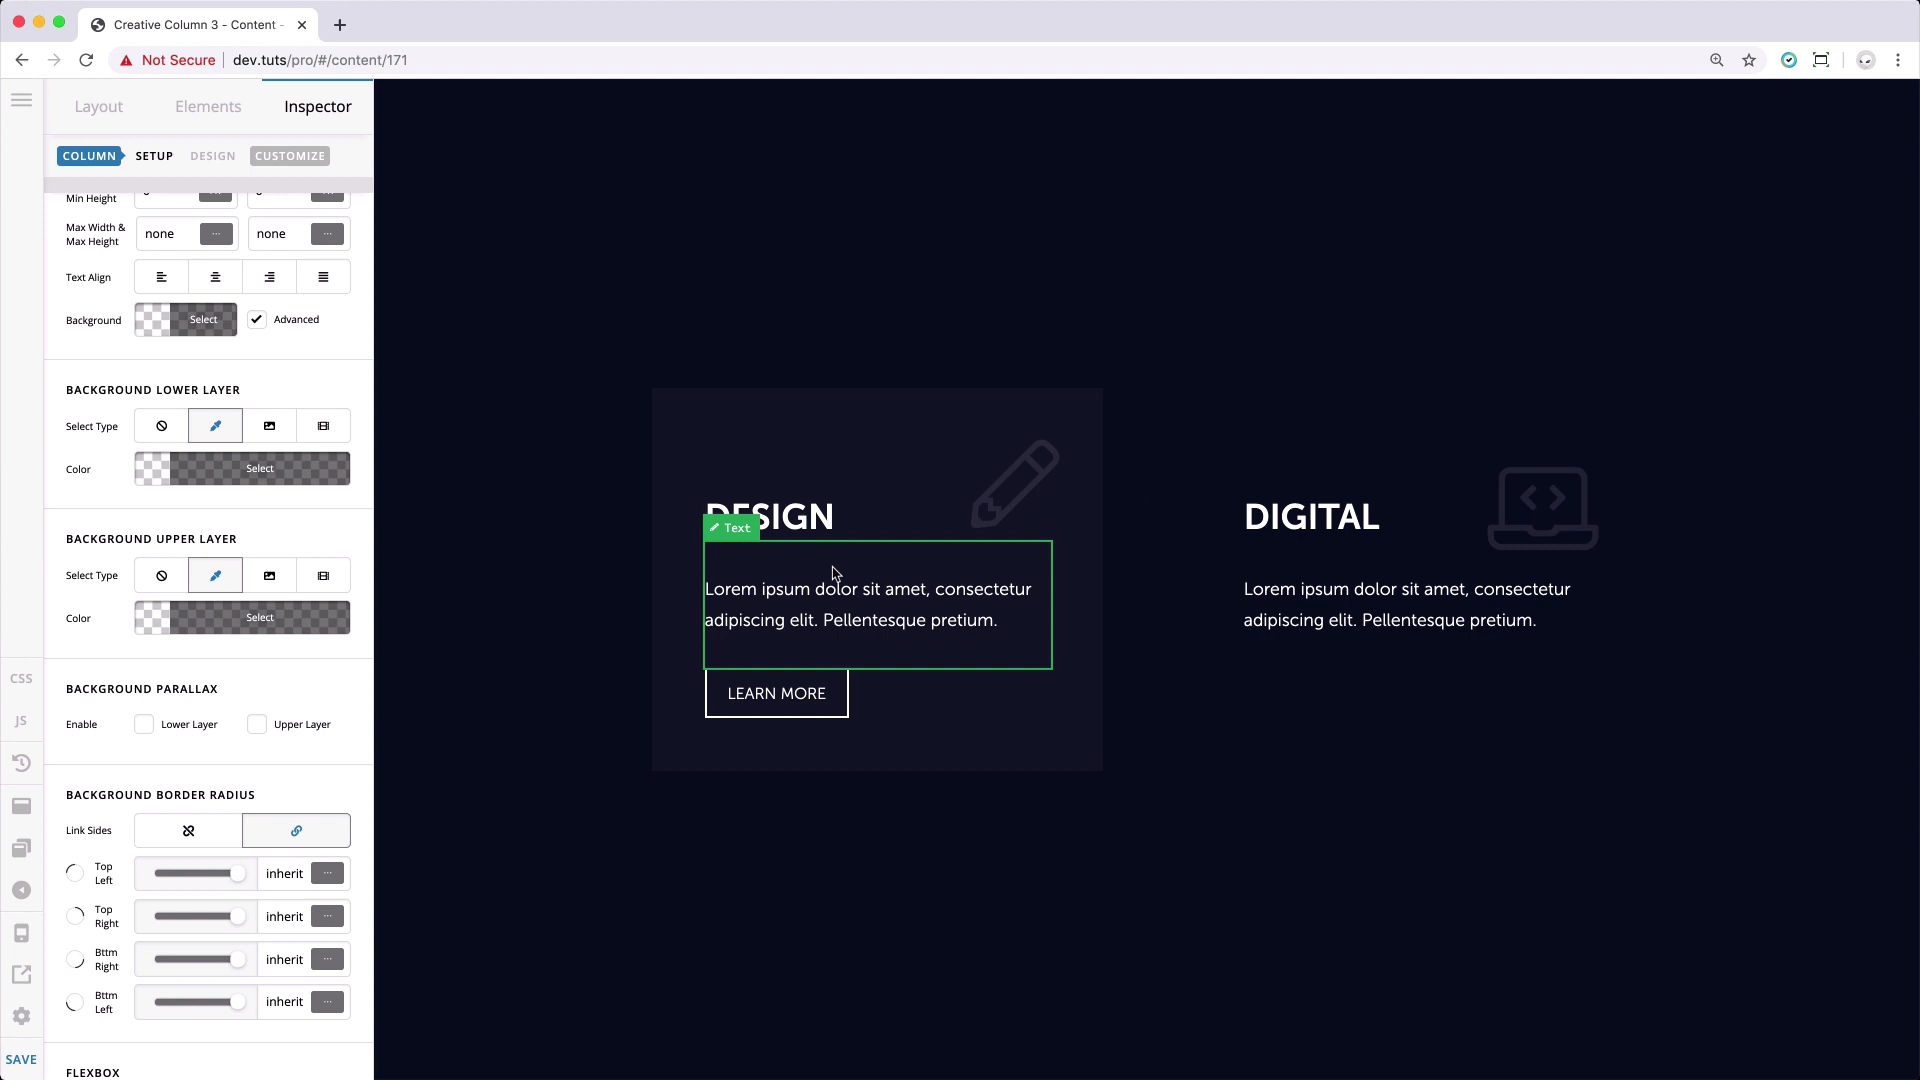 Creative Column 3 - Content -
Not Secure
dev.tuts/pro/#/content/171
Layout
Elements
Inspector
COLUMN
SETUP
DESIGN
CUSTOMIZE
Min Height
Max Width &
Max Height
none
none
Text Align
Background
Select
Advanced
BACKGROUND LOWER LAYER
Select Type
Color
Select
BACKGROUND UPPER LAYER
Select Type
Color
Select
BACKGROUND PARALLAX
Enable
Lower Layer
Upper Layer
BACKGROUND BORDER RADIUS
Link Sides
Top
Left
inherit
Top
Right
inherit
Bttm
Right
inherit
Bttm
Left
inherit
FLEXBOX
CSS
JS
SAVE
DESIGN
Text
Lorem ipsum dolor sit amet, consectetur
adipiscing elit. Pellentesque pretium.
LEARN MORE
DIGITAL
Lorem ipsum dolor sit amet, consectetur
adipiscing elit. Pellentesque pretium.